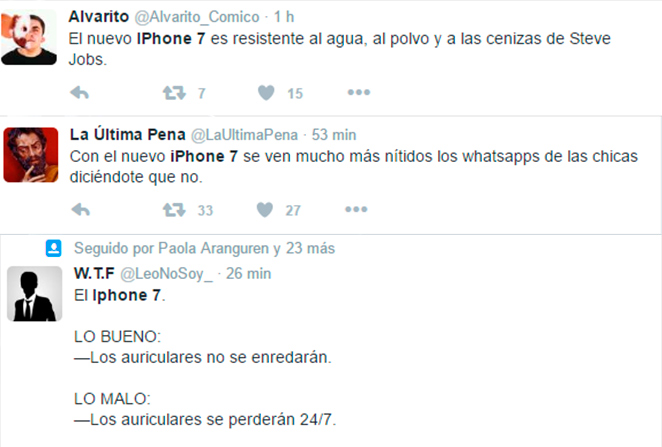 Alvarito @Alvarito_Comico · 1 h
El nuevo IPhone 7 es resistente al agua, al polvo y a las cenizas de Steve
Jobs.
7 15
La Última Pena @LaUltimaPena · 53 min
Con el nuevo iPhone 7 se ven mucho más nítidos los whatsapps de las chicas
diciéndote que no.
33 27
Seguido por Paola Aranguren y 23 más
W.T.F @LeoNoSoy_ · 26 min
El Iphone 7.
LO BUENO:
—Los auriculares no se enredarán.
LO MALO:
—Los auriculares se perderán 24/7.